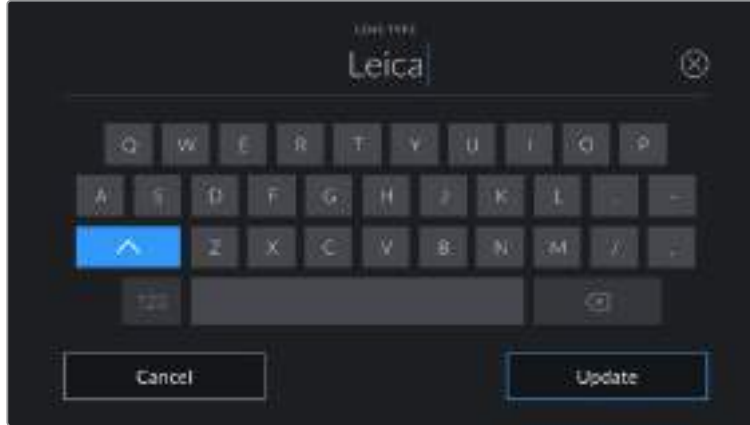 LENS TYPE
Leica
Q W E R T Y U I O P
A S D F G H J K L . -
Z X C V B N M / ,
123
Cancel Update